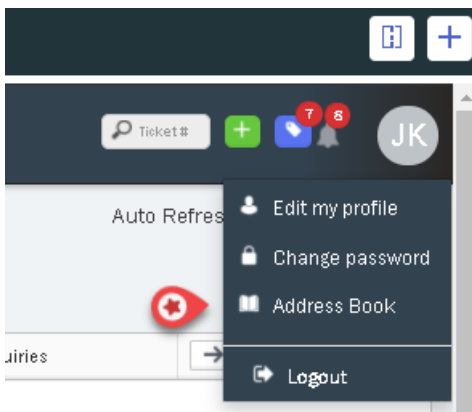 Ticket#
7
8
JK
Auto Refres
Edit my profile
Change password
Address Book
uiries
Logout